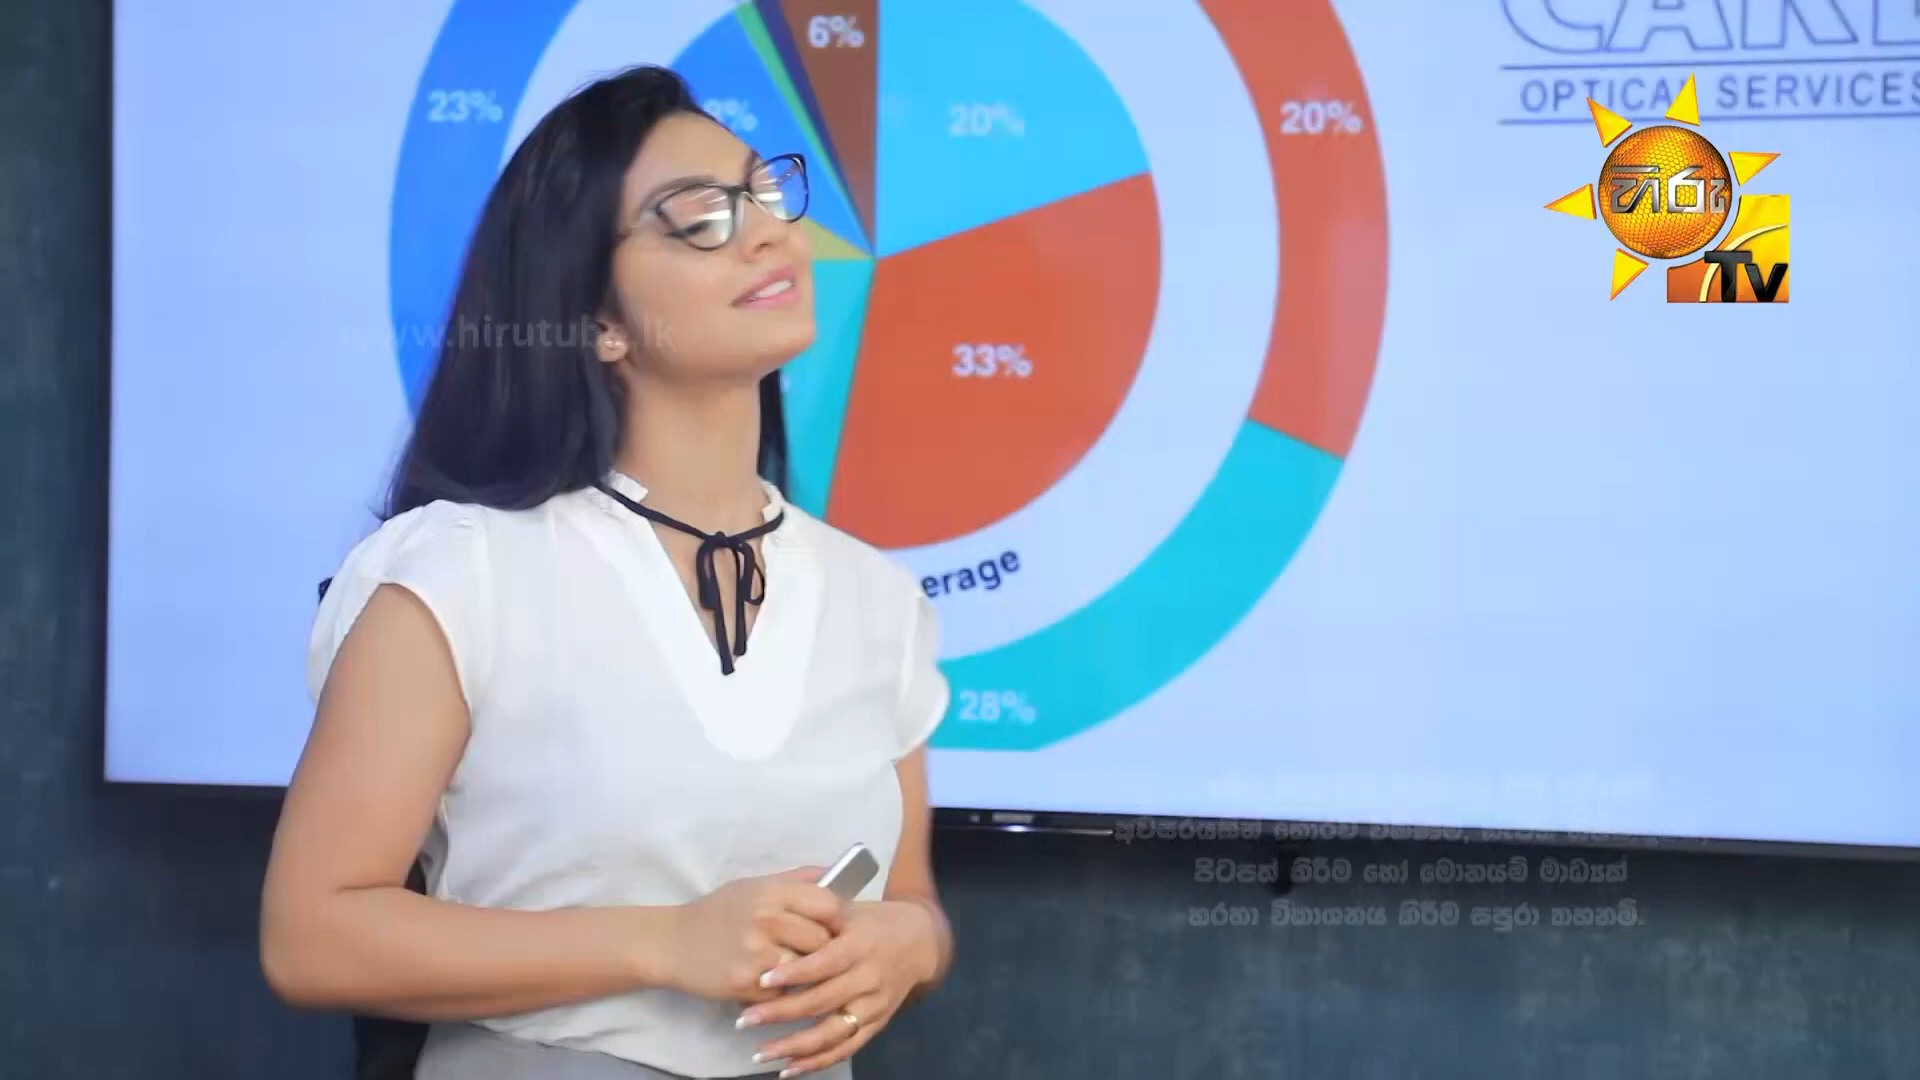 CARE
OPTICAL SERVICES
6%
20%
20%
23%
33%
හිරු
TV
www.hirutube.lk
erage
28%
පිටපත් කිරීම හෝ මොනයම් මාධ්‍යක්
හරහා විකාශනය කිරීම සපුරා තහනම්.